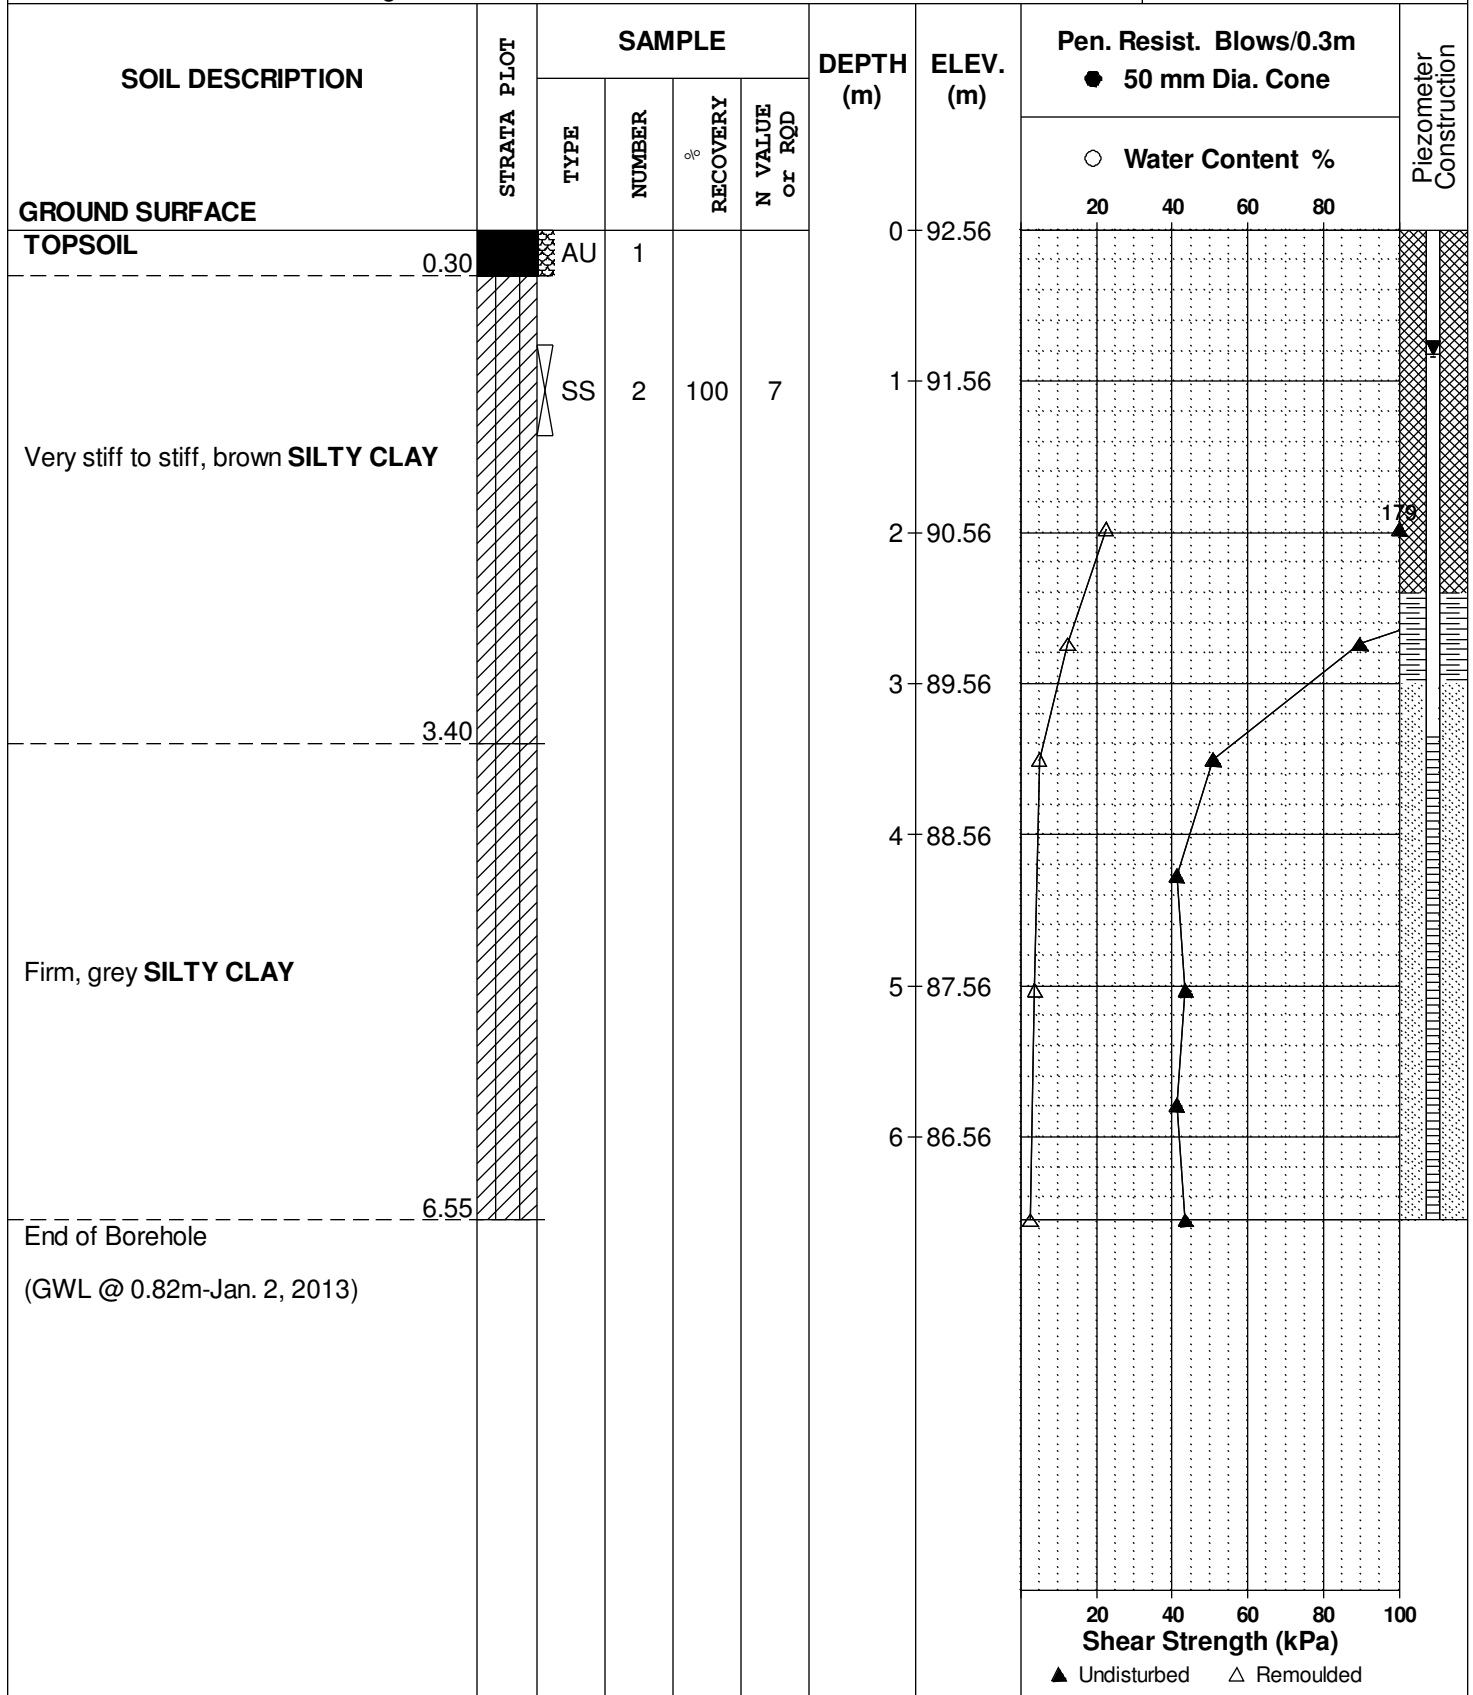 SOIL DESCRIPTION
STRATA PLOT
SAMPLE
TYPE
NUMBER
% RECOVERY
N VALUE or RQD
DEPTH (m)
ELEV. (m)
Pen. Resist. Blows/0.3m
● 50 mm Dia. Cone
○ Water Content %
Piezometer Construction
20 40 60 80
GROUND SURFACE
0 92.56
TOPSOIL
0.30
AU 1
1 91.56
SS 2 100 7
Very stiff to stiff, brown SILTY CLAY
179
2 90.56
3 89.56
3.40
4 88.56
Firm, grey SILTY CLAY
5 87.56
6 86.56
6.55
End of Borehole
(GWL @ 0.82m-Jan. 2, 2013)
20 40 60 80 100
Shear Strength (kPa)
▲ Undisturbed △ Remoulded